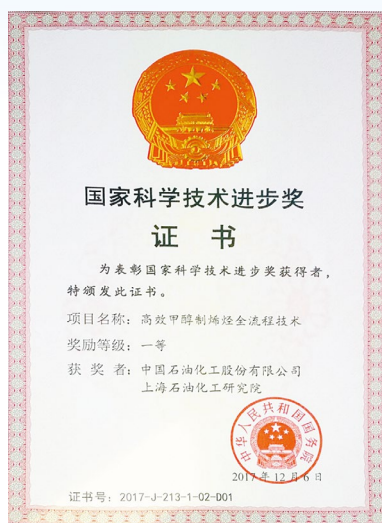 国家科学技术进步奖
证 书
为表彰国家科学技术进步奖获得者,
特颁发此证书。
项目名称: 高效甲醇制烯烃全流程技术
奖励等级: 一等
获 奖 者: 中国石油化工股份有限公司
上海石油化工研究院
中华人民共和国国务院
2017年12月6日
证书号: 2017-J-213-1-02-D01